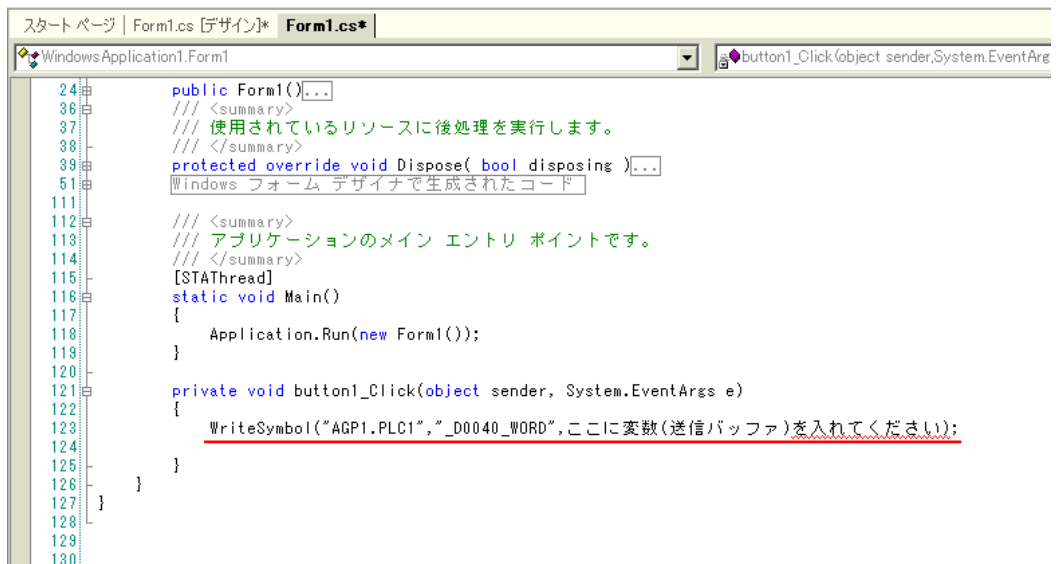 スタート ページ Form1.cs [デザイン]* Form1.cs*
WindowsApplication1.Form1 button1_Click(object sender,System.EventArg
24 public Form1()...
36 /// <summary>
37 /// 使用されているリソースに後処理を実行します。
38 /// </summary>
39 protected override void Dispose( bool disposing )...
51 Windows フォーム デザイナで生成されたコード
111
112 /// <summary>
113 /// アプリケーションのメイン エントリ ポイントです。
114 /// </summary>
115 [STAThread]
116 static void Main()
117 {
118 Application.Run(new Form1());
119 }
120
121 private void button1_Click(object sender, System.EventArgs e)
122 {
123 WriteSymbol("AGP1.PLC1","_D0040_WORD",ここに変数(送信バッファ)を入れてください);
124
125 }
126 }
127 }
128
129
130